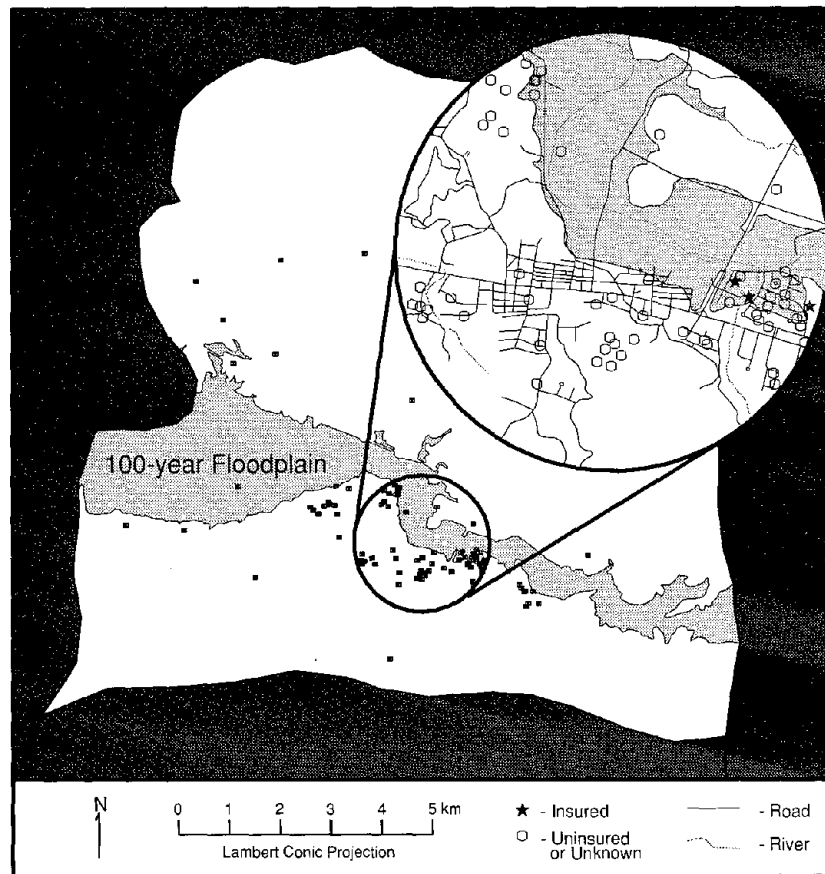 100-year Floodplain
N
0 1 2 3 4 5 km
Lambert Conic Projection
★ - Insured
- Uninsured
or Unknown
- Road
- River